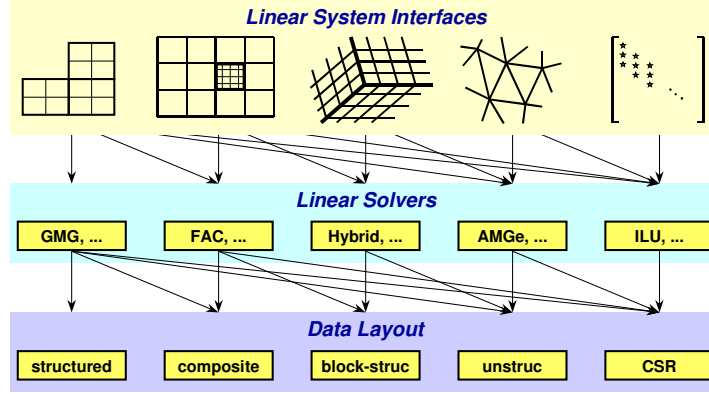 Linear System Interfaces
Linear Solvers
GMG, ... FAC, ... Hybrid, ... AMGe, ... ILU, ...
Data Layout
structured composite block-struc unstruc CSR